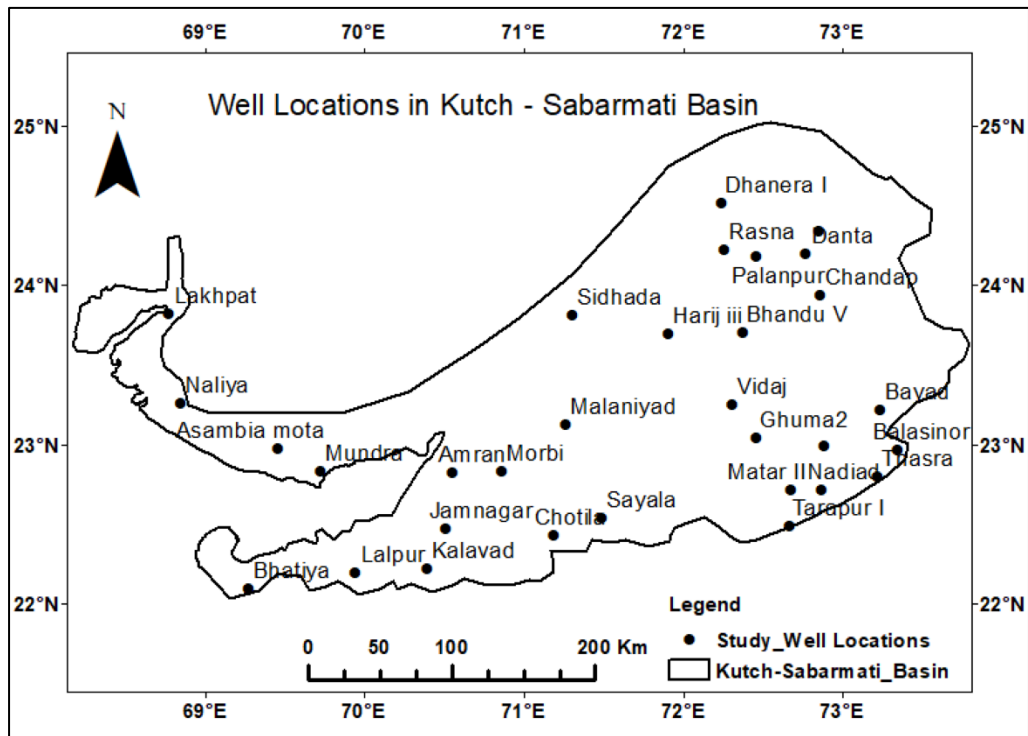 69°E 70°E 71°E 72°E 73°E
Well Locations in Kutch - Sabarmati Basin
N
25°N 25°N
Dhanera I
Rasna Danta
Palanpur Chandap
24°N 24°N
Lakhpat
Sidhada
Harij iii Bhandu V
Naliya
Vidaj
Bayad
Malaniyad
Ghuma2
Asambia mota
Balasinor
23°N 23°N
Mundra
Amran Morbi
Thasra
Matar II Nadiad
Sayala
Tarapur I
Jamnagar
Chotila
Bhatiya
Lalpur
Kalavad
22°N 22°N
Legend
Study_Well Locations
Kutch-Sabarmati_Basin
0 50 100 200 Km
69°E 70°E 71°E 72°E 73°E